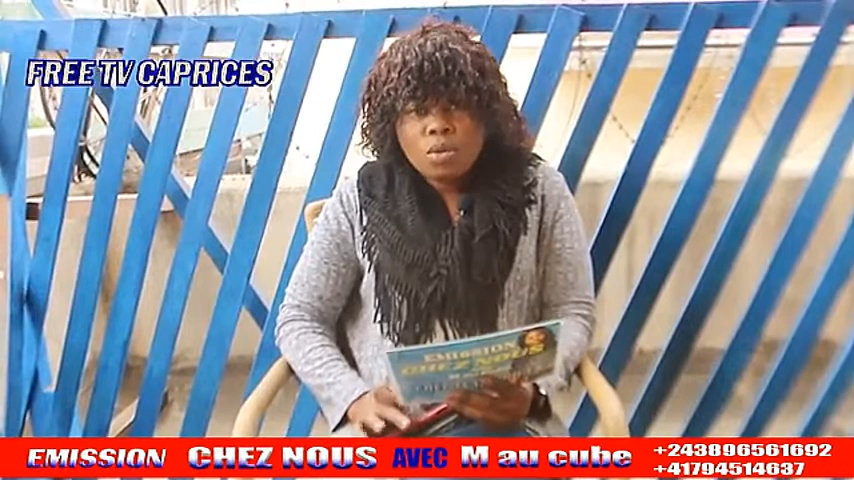 FREE TV CAPRICES
EMISSION
CHEZ NOUS
EMISSION CHEZ NOUS AVEC M au cube
+243896561692
+41794514637